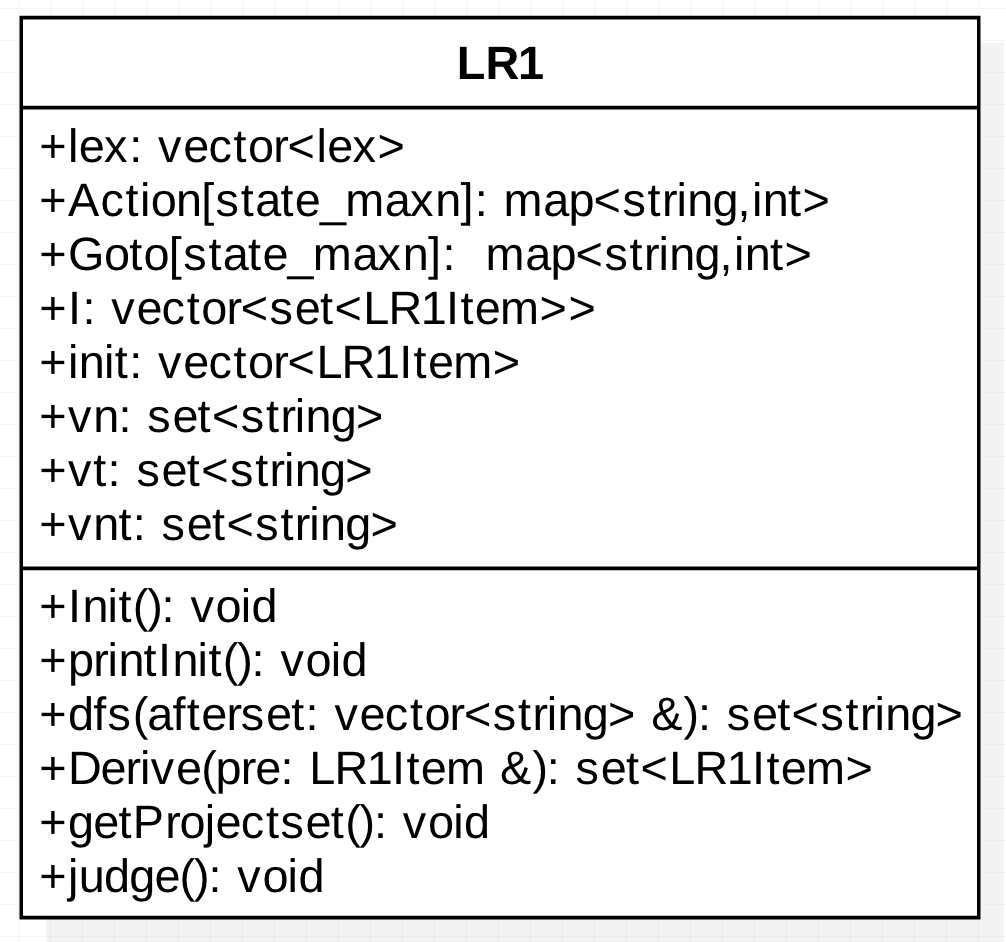 LR1
+lex: vector<lex>
+Action[state_maxn]: map<string,int>
+Goto[state_maxn]:  map<string,int>
+I: vector<set<LR1Item>>
+init: vector<LR1Item>
+vn: set<string>
+vt: set<string>
+vnt: set<string>
+Init(): void
+printInit(): void
+dfs(afterset: vector<string> &): set<string>
+Derive(pre: LR1Item &): set<LR1Item>
+getProjectset(): void
+judge(): void